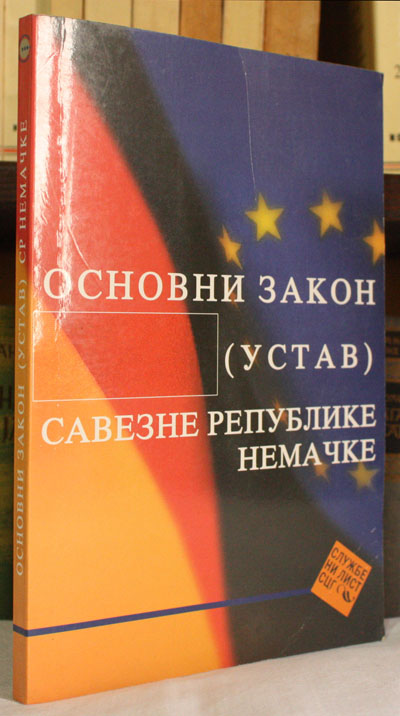 ОСНОВНИ ЗАКОН
(УСТАВ)
САВЕЗНЕ РЕПУБЛИКЕ
НЕМАЧКЕ
СЛУЖБЕ
НИ ЛИСТ
СЦГ
ОСНОВНИ ЗАКОН (УСТАВ) СР НЕМАЧКЕ